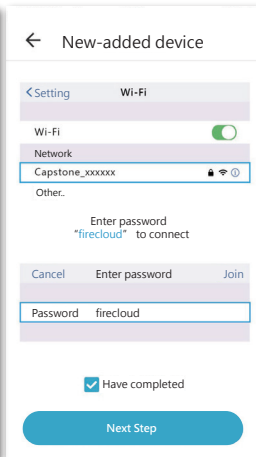 New-added device
Setting Wi-Fi
Wi-Fi
Network
Capstone_xxxxxx
Other..
Enter password
"firecloud" to connect
Cancel Enter password Join
Password firecloud
Have completed
Next Step